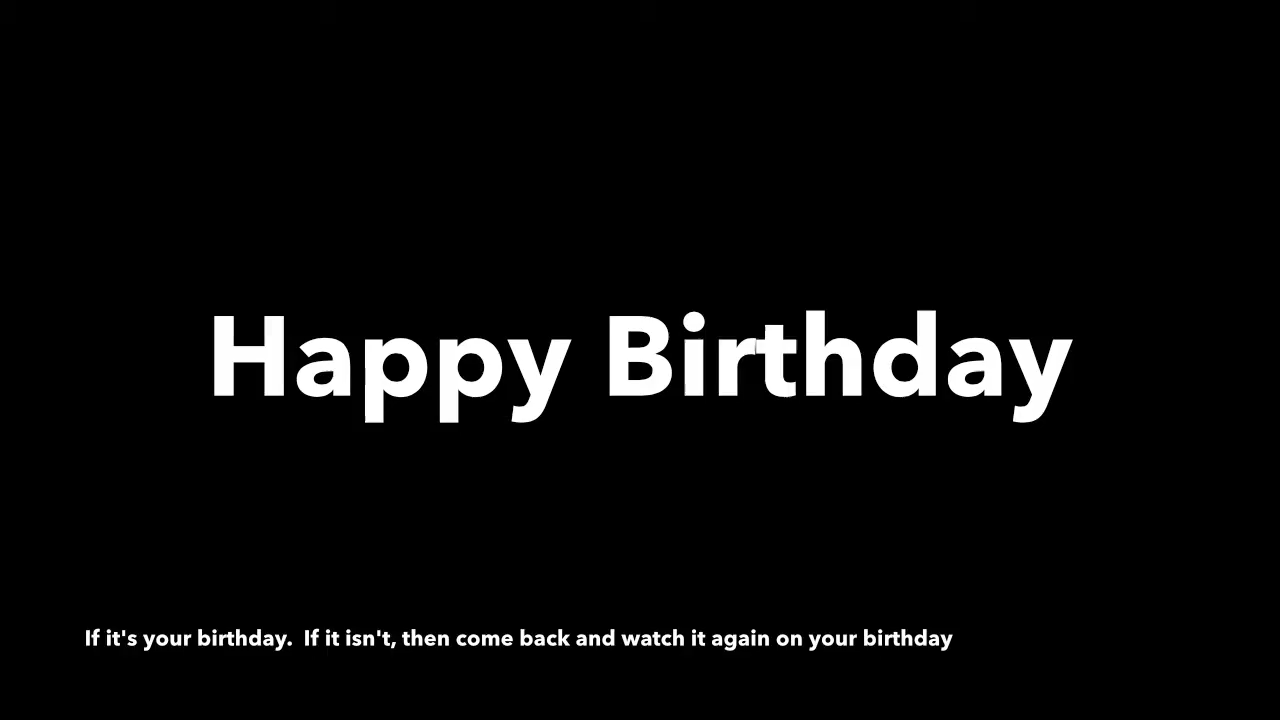 Happy Birthday
If it's your birthday.  If it isn't, then come back and watch it again on your birthday